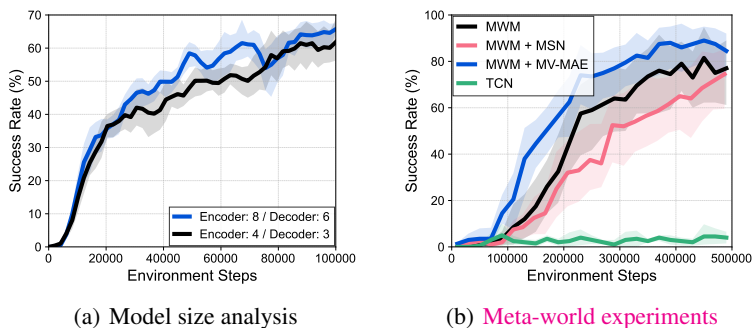 70
60
50
40
30
20
10
0
Success Rate (%)
0 20000 40000 60000 80000 100000
Environment Steps
Encoder: 8 / Decoder: 6
Encoder: 4 / Decoder: 3
(a) Model size analysis
100
80
60
40
20
0
Success Rate (%)
0 100000 200000 300000 400000 500000
Environment Steps
MWM
MWM + MSN
MWM + MV-MAE
TCN
(b) Meta-world experiments